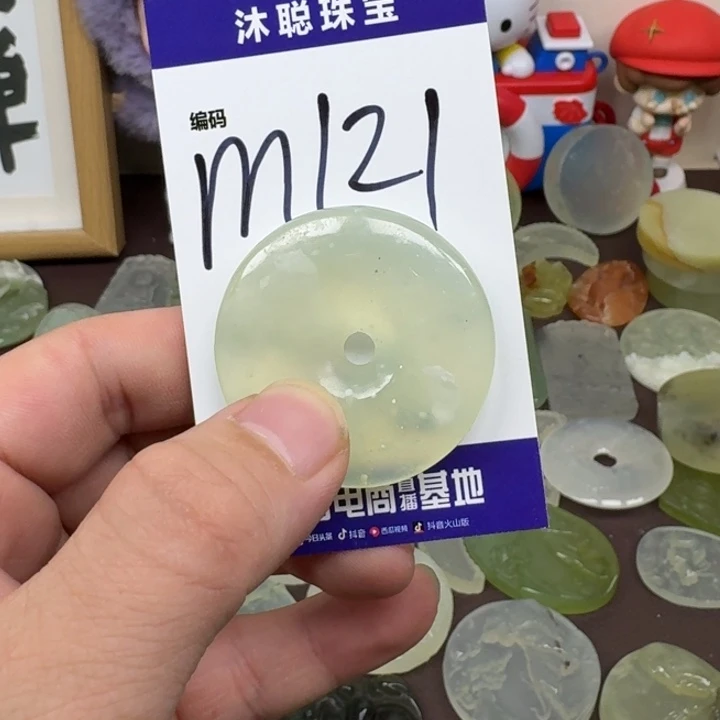 沐聪珠宝
编码
m121
电商直播基地
今日头条 抖音 西瓜视频 抖音火山版